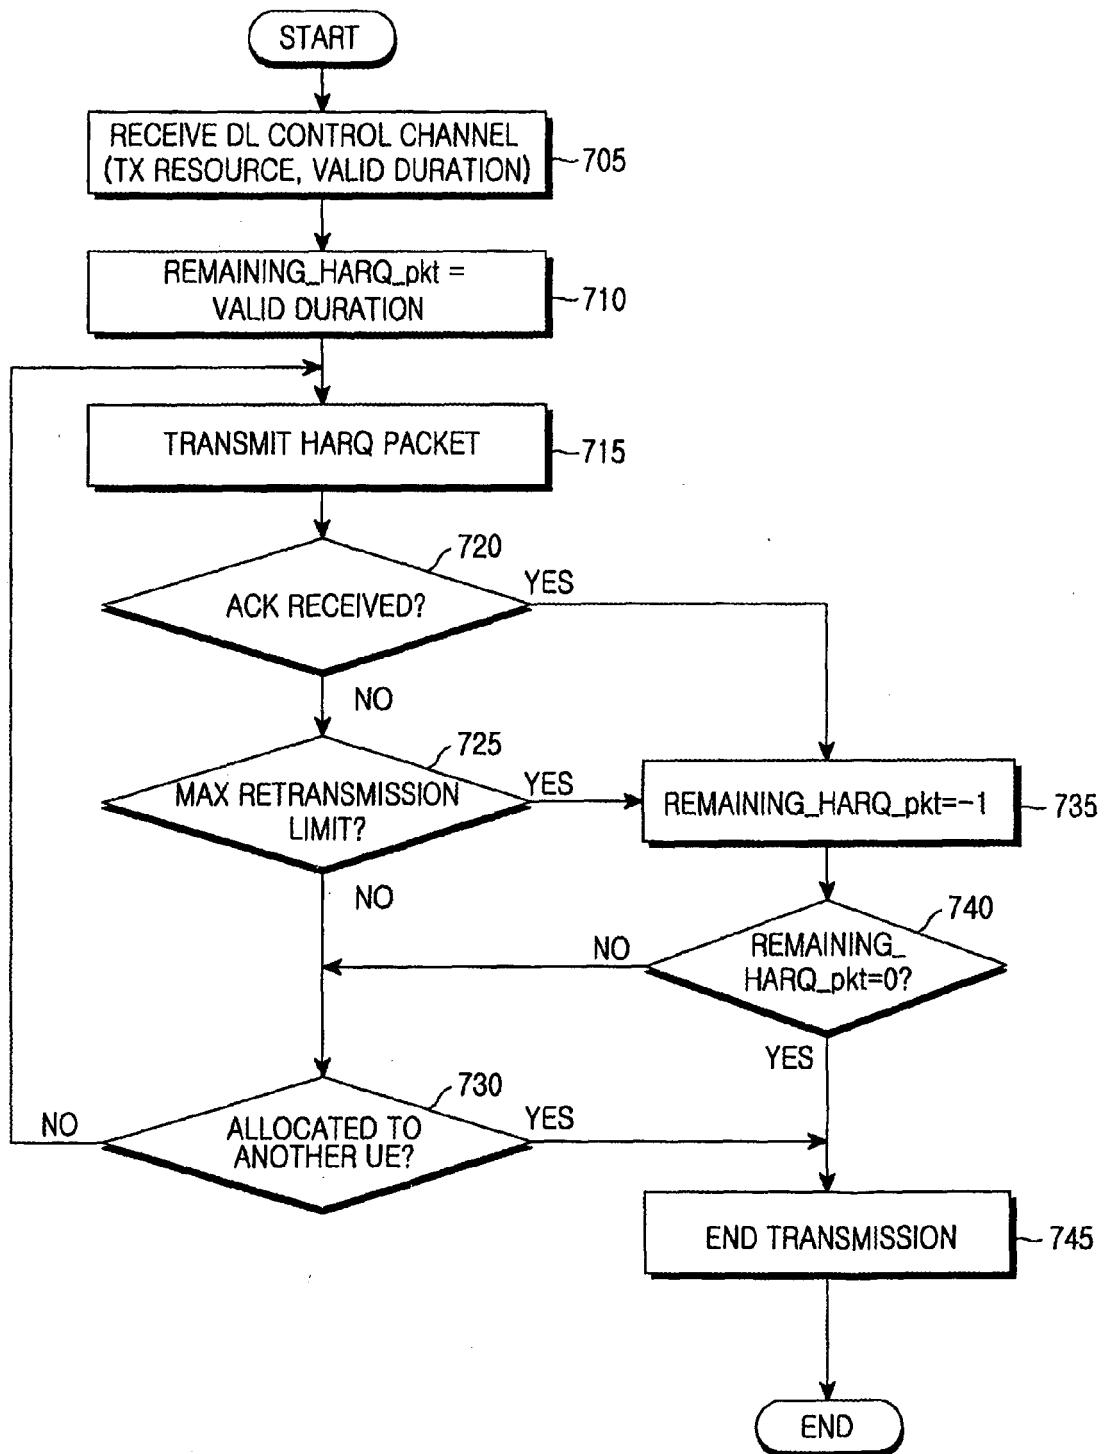 START
RECEIVE DL CONTROL CHANNEL
(TX RESOURCE, VALID DURATION)
705
REMAINING_HARQ_pkt =
VALID DURATION
710
TRANSMIT HARQ PACKET
715
720
ACK RECEIVED?
YES
NO
725
MAX RETRANSMISSION
LIMIT?
YES
NO
REMAINING_HARQ_pkt=-1
735
740
REMAINING_
HARQ_pkt=0?
NO
YES
730
ALLOCATED TO
ANOTHER UE?
NO
YES
END TRANSMISSION
745
END